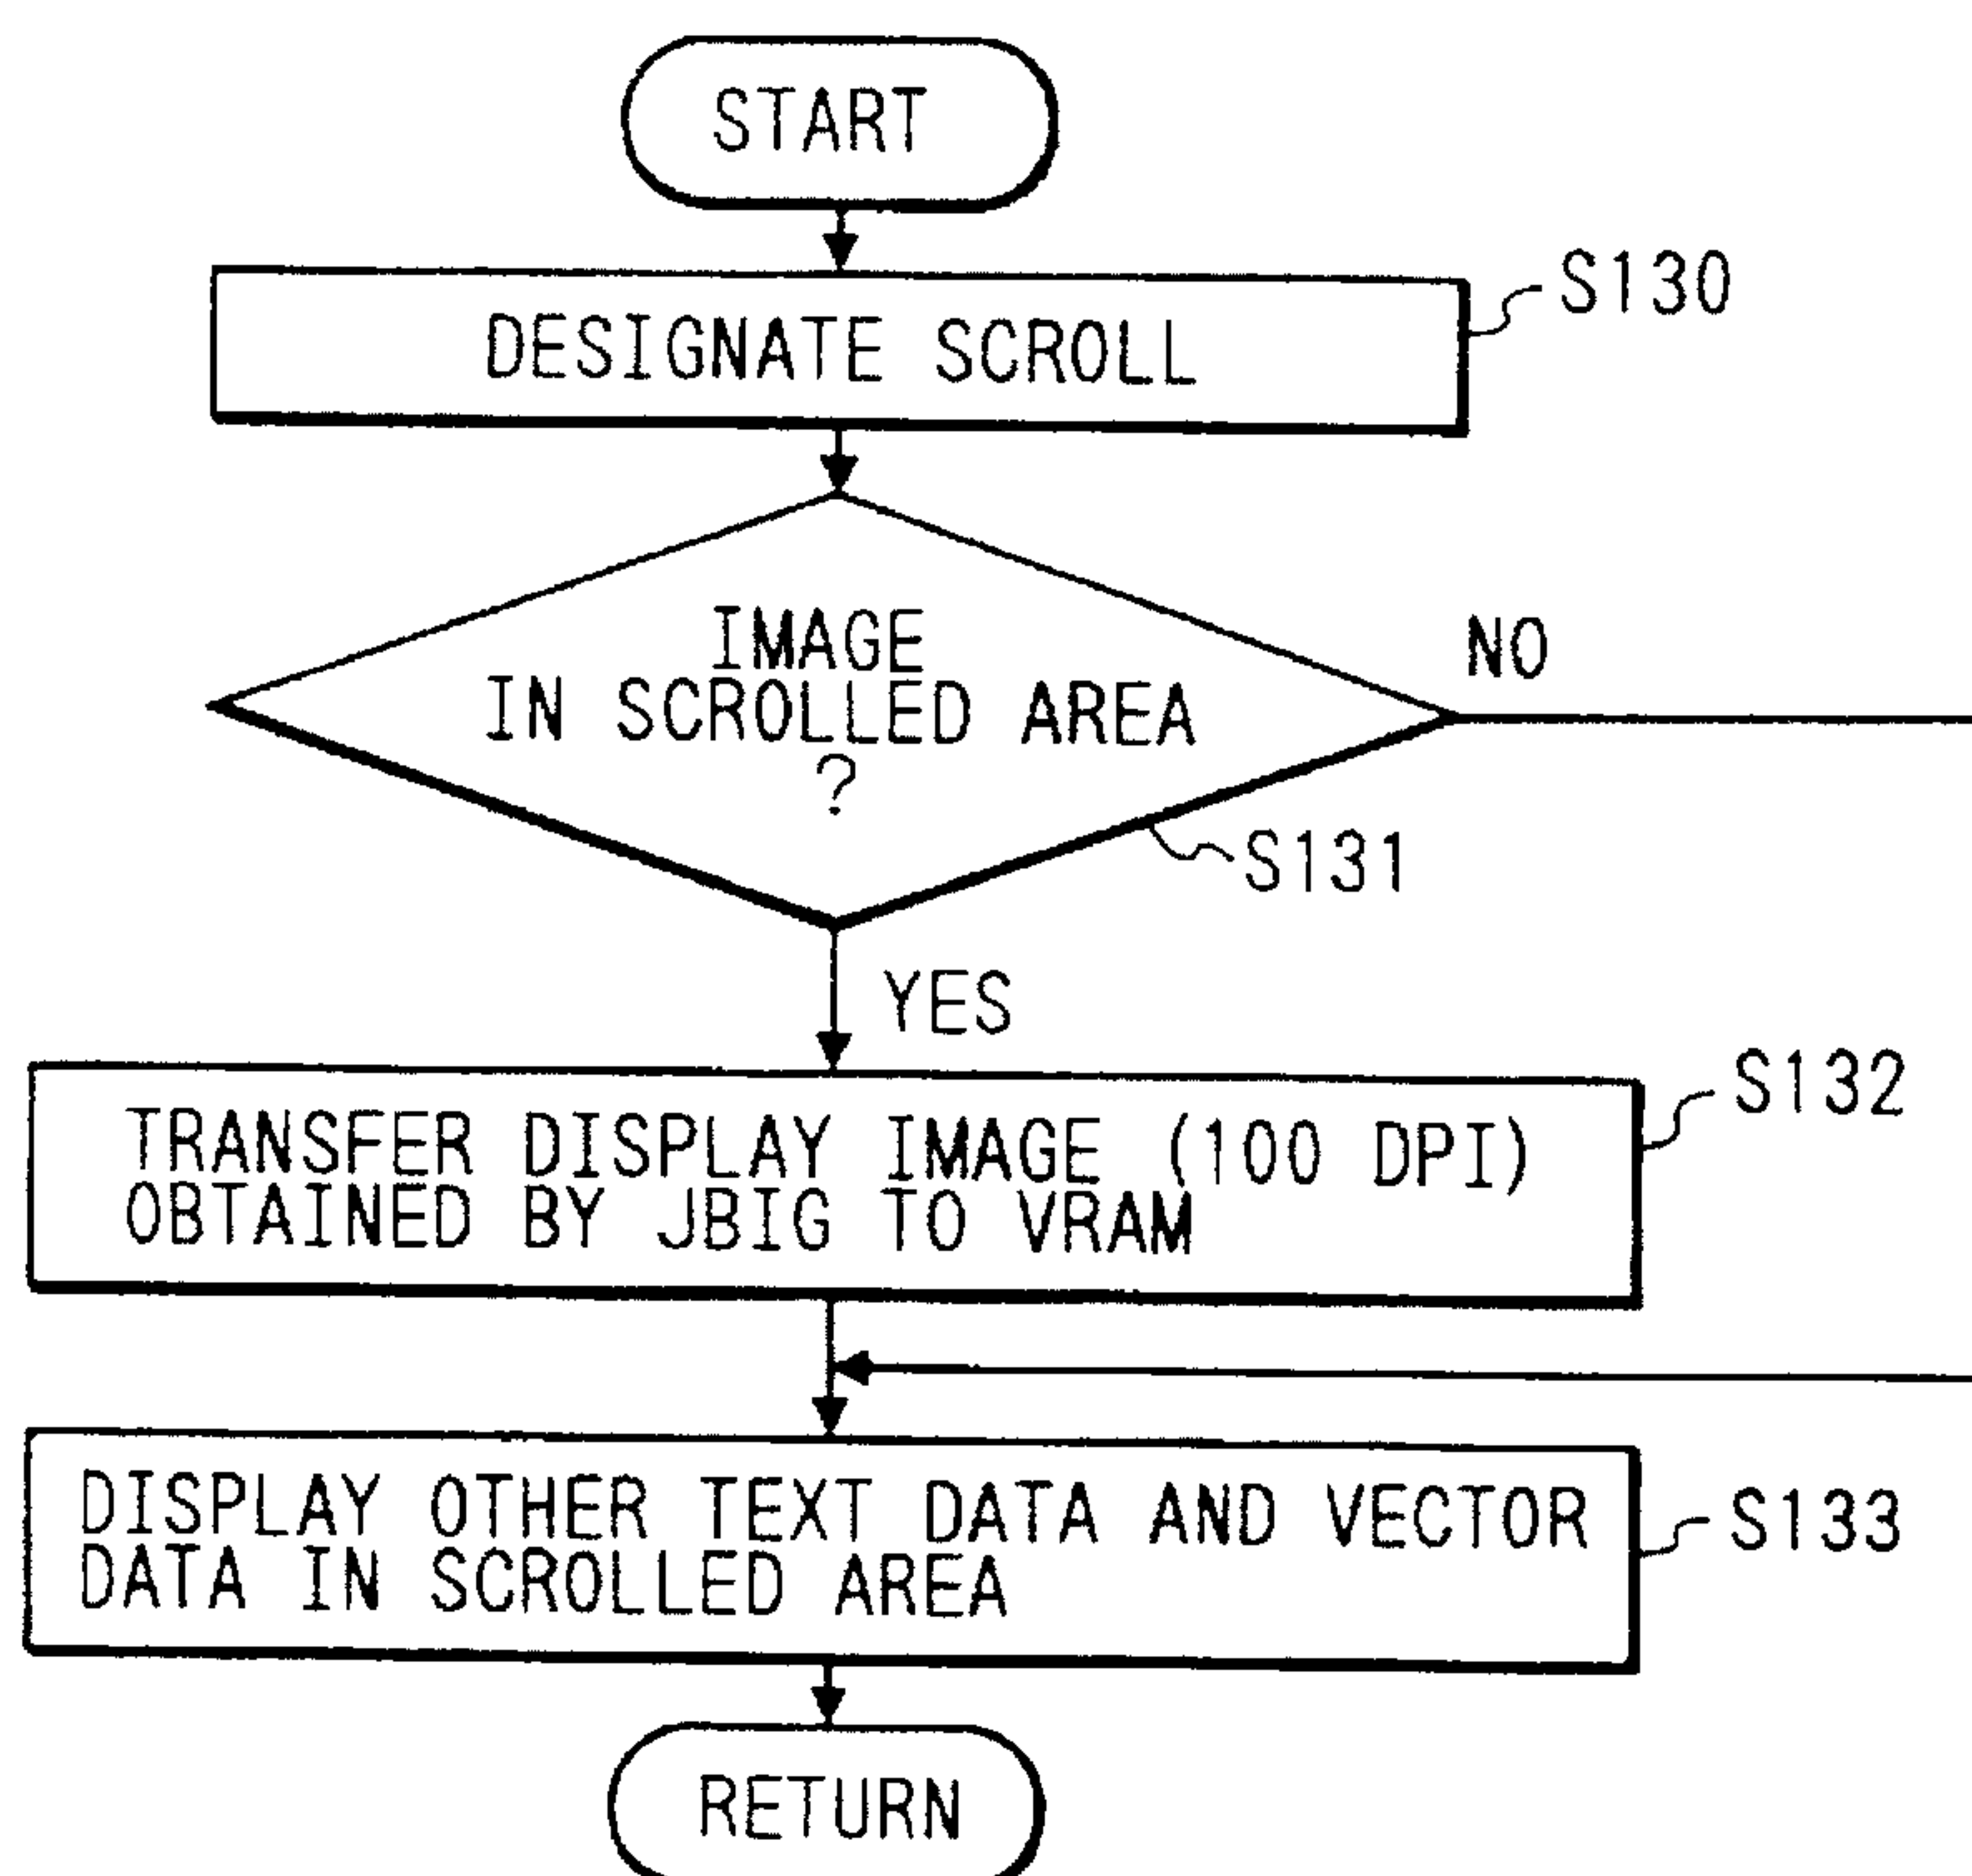 START
DESIGNATE SCROLL
S130
IMAGE
IN SCROLLED AREA
?
NO
S131
YES
TRANSFER DISPLAY IMAGE (100 DPI)
OBTAINED BY JBIG TO VRAM
S132
DISPLAY OTHER TEXT DATA AND VECTOR
DATA IN SCROLLED AREA
S133
RETURN